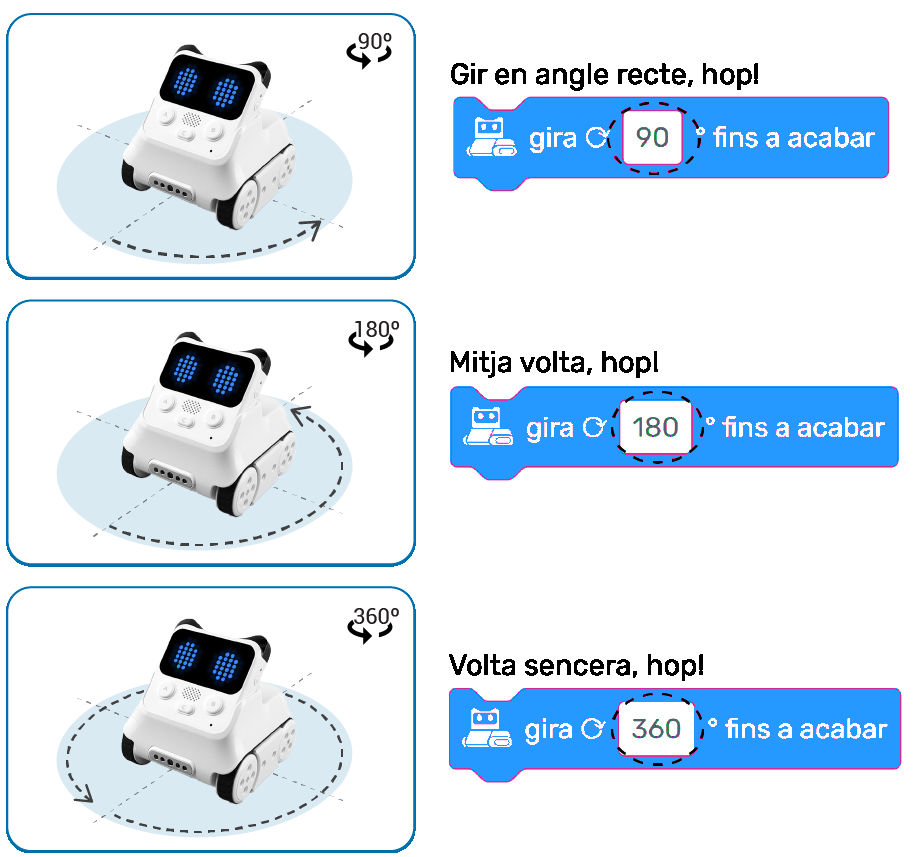 90º
Gir en angle recte, hop!
gira ⟳ 90 ° fins a acabar
180º
Mitja volta, hop!
gira ⟳ 180 ° fins a acabar
360º
Volta sencera, hop!
gira ⟳ 360 ° fins a acabar